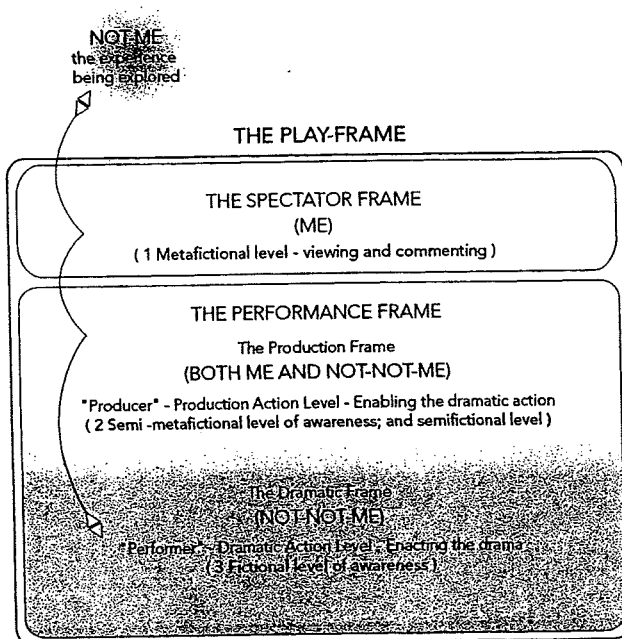 NOT-ME
the experience
being explored
THE PLAY-FRAME
THE SPECTATOR FRAME
(ME)
( 1 Metafictional level - viewing and commenting )
THE PERFORMANCE FRAME
The Production Frame
(BOTH ME AND NOT-NOT-ME)
"Producer" - Production Action Level - Enabling the dramatic action
( 2 Semi -metafictional level of awareness; and semifictional level )
The Dramatic Frame
(NOT-NOT-ME)
"Performer" - Dramatic Action Level - Enacting the drama
( 3 Fictional level of awareness )